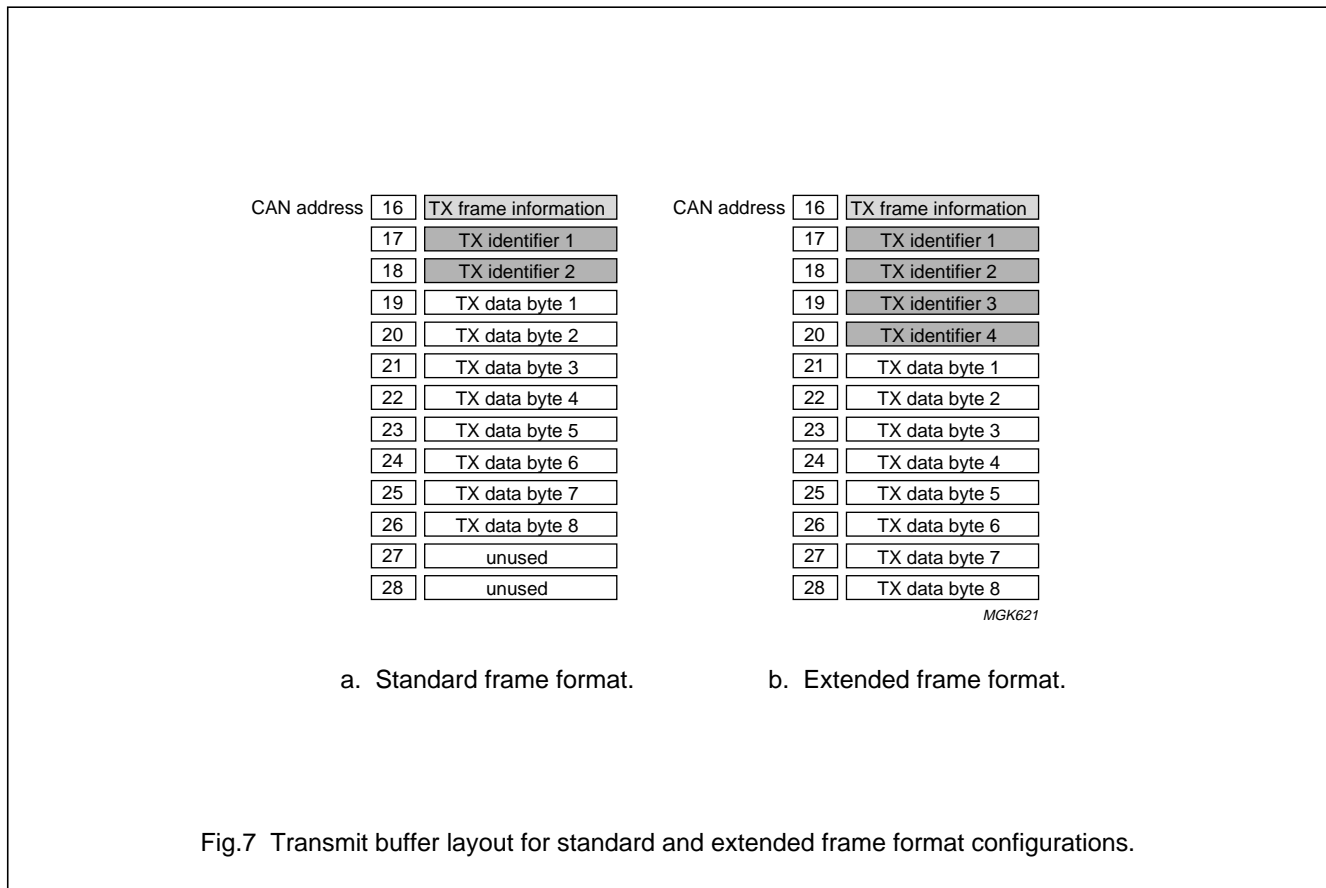 CAN address 16 TX frame information
17 TX identifier 1
18 TX identifier 2
19 TX data byte 1
20 TX data byte 2
21 TX data byte 3
22 TX data byte 4
23 TX data byte 5
24 TX data byte 6
25 TX data byte 7
26 TX data byte 8
27 unused
28 unused
a. Standard frame format.
CAN address 16 TX frame information
17 TX identifier 1
18 TX identifier 2
19 TX identifier 3
20 TX identifier 4
21 TX data byte 1
22 TX data byte 2
23 TX data byte 3
24 TX data byte 4
25 TX data byte 5
26 TX data byte 6
27 TX data byte 7
28 TX data byte 8
MGK621
b. Extended frame format.
Fig.7 Transmit buffer layout for standard and extended frame format configurations.